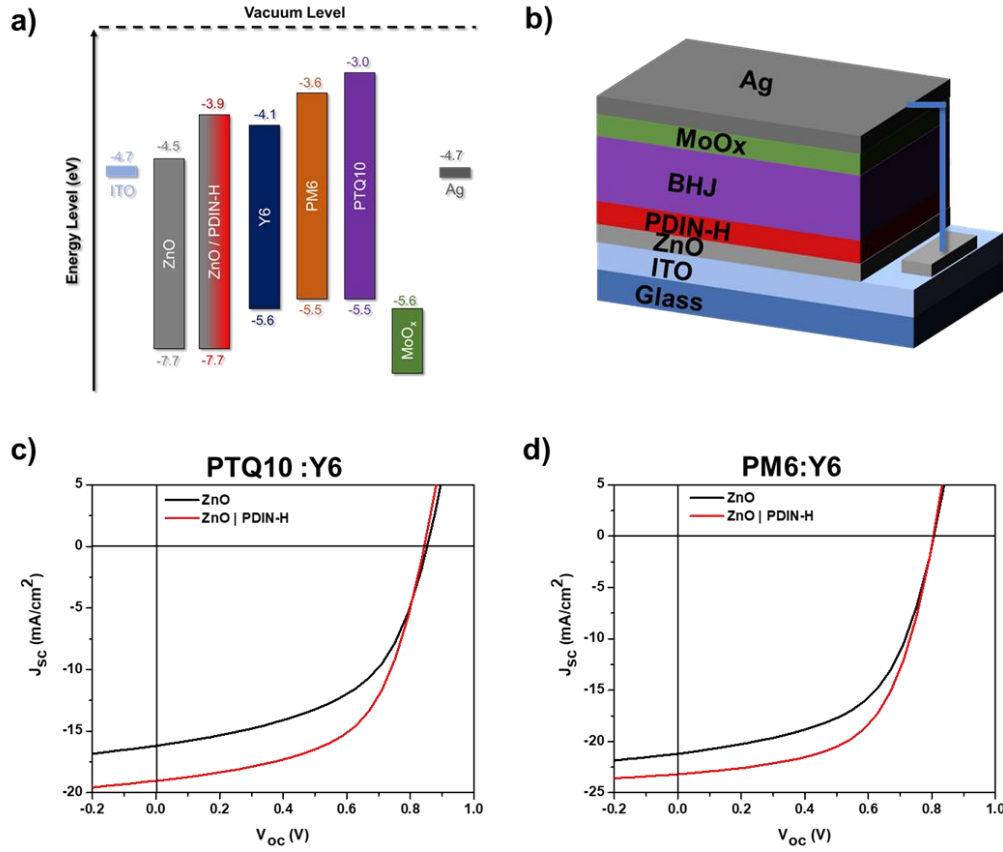 a)
Vacuum Level
Energy Level (eV)
-4.7
ITO
-4.5
ZnO
-7.7
-3.9
ZnO / PDIN-H
-7.7
-4.1
Y6
-5.6
-3.6
PM6
-5.5
-3.0
PTQ10
-5.5
-5.6
MoOₓ
-4.7
Ag
b)
Ag
MoOx
BHJ
PDIN-H
ZnO
ITO
Glass
c)
PTQ10 :Y6
ZnO
ZnO | PDIN-H
5
0
-5
-10
-15
-20
J_SC (mA/cm²)
-0.2 0.0 0.2 0.4 0.6 0.8 1.0
V_OC (V)
d)
PM6:Y6
ZnO
ZnO | PDIN-H
5
0
-5
-10
-15
-20
-25
J_SC (mA/cm²)
-0.2 0.0 0.2 0.4 0.6 0.8 1.0
V_OC (V)